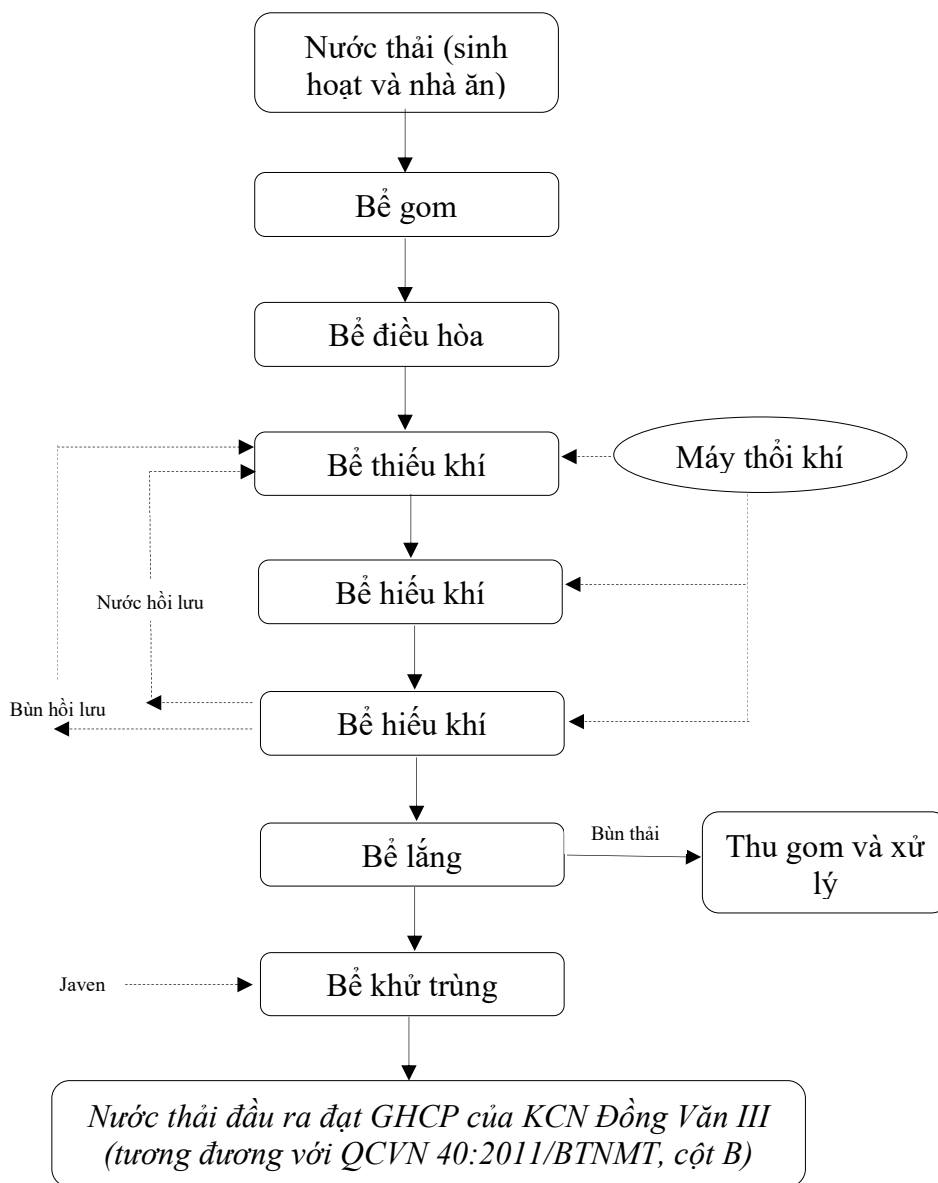 Nước thải (sinh
hoạt và nhà ăn)
Bể gom
Bể điều hòa
Bể thiếu khí
Máy thổi khí
Bể hiếu khí
Nước hồi lưu
Bùn hồi lưu
Bể hiếu khí
Bể lắng
Bùn thải
Thu gom và xử
lý
Javen
Bể khử trùng
Nước thải đầu ra đạt GHCP của KCN Đồng Văn III
(tương đương với QCVN 40:2011/BTNMT, cột B)